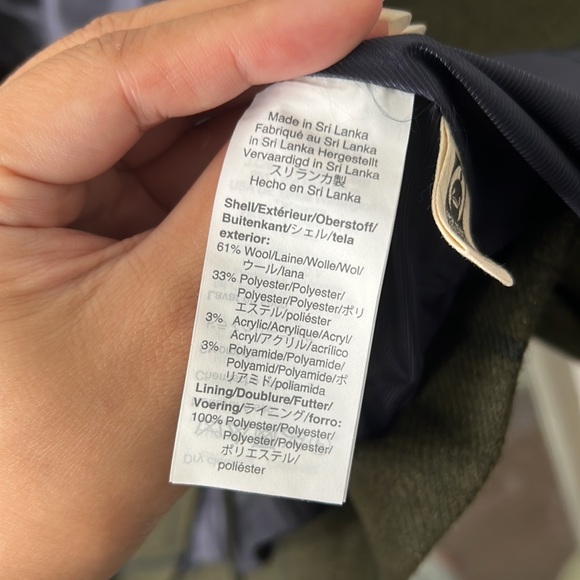 Made in Sri Lanka
Fabriqué au Sri Lanka
in Sri Lanka Hergestellt
Vervaardigd in Sri Lanka
スリランカ製
Hecho en Sri Lanka
Shell/Extérieur/Oberstoff/
Buitenkant/シェル/tela
exterior:
61% Wool/Laine/Wolle/Wol/
ウール/lana
33% Polyester/Polyester/
Polyester/Polyester/ポリ
エステル/poliéster
3% Acrylic/Acrylique/Acryl/
Acryl/アクリル/acrílico
3% Polyamide/Polyamide/
Polyamid/Polyamide/ポ
リアミド/poliamida
Lining/Doublure/Futter/
Voering/ライニング/forro:
100% Polyester/Polyester/
Polyester/Polyester/
ポリエステル/
poliéster